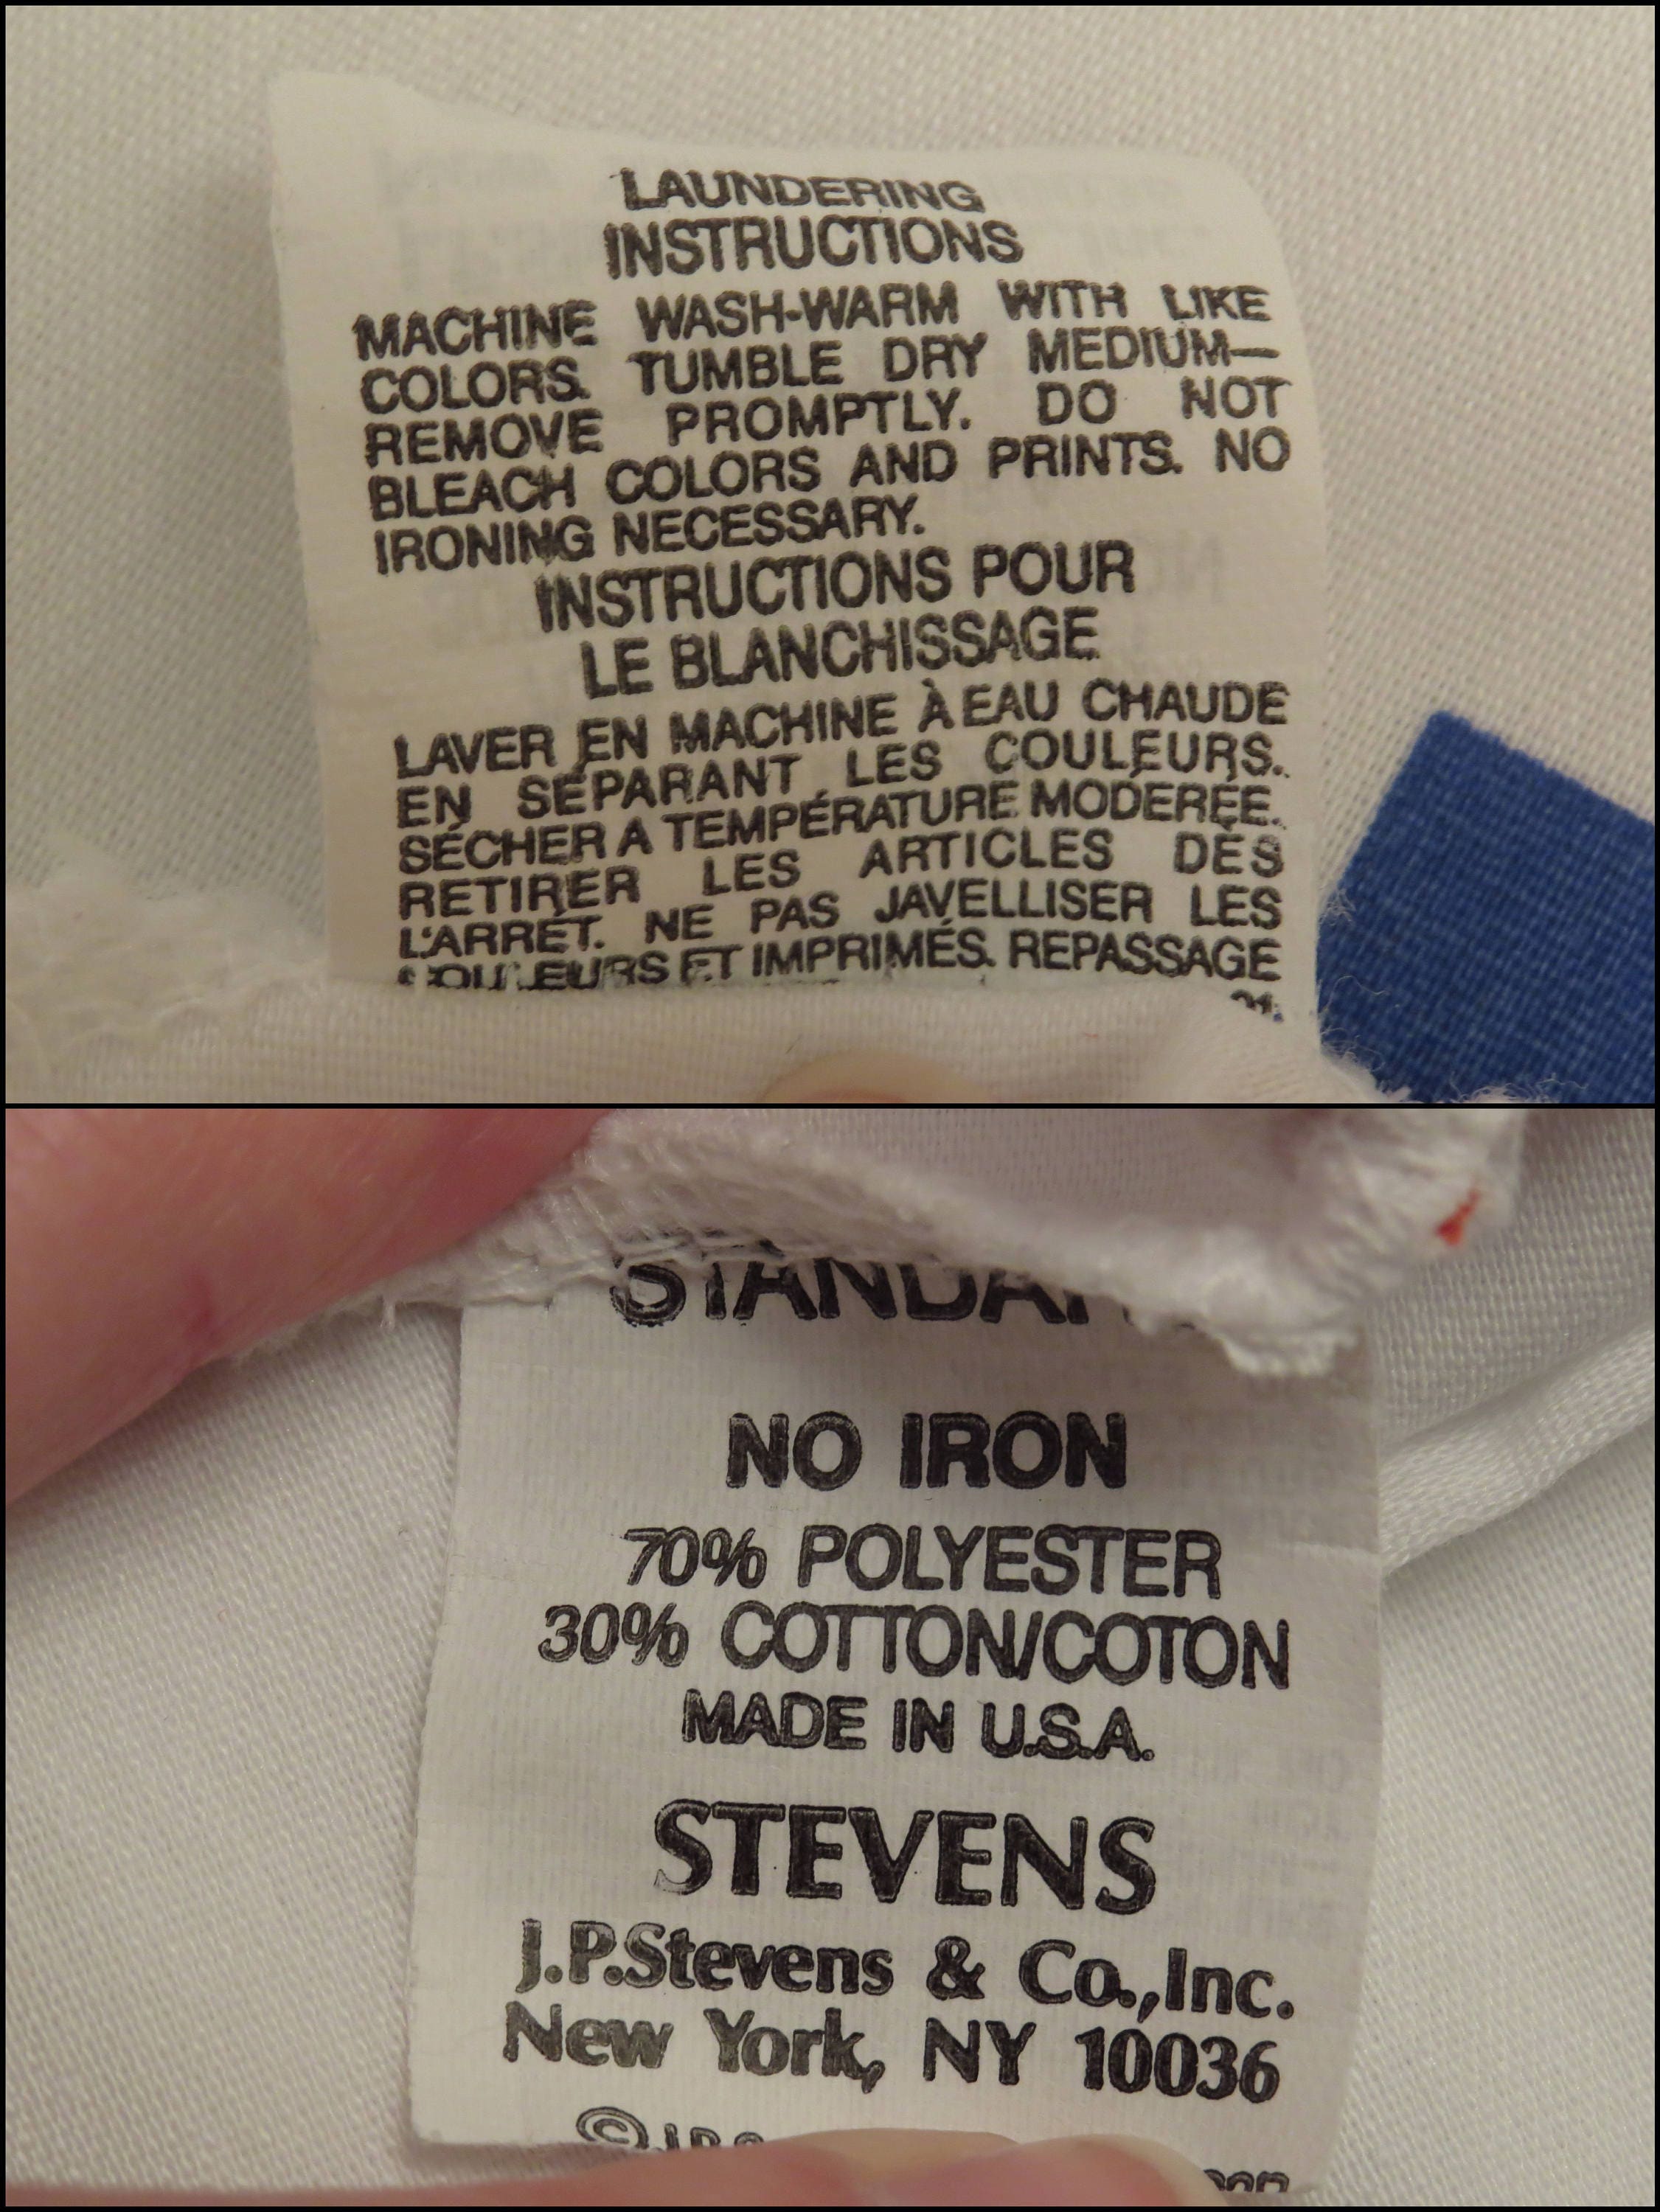 LAUNDERING
INSTRUCTIONS
MACHINE WASH-WARM WITH LIKE
COLORS. TUMBLE DRY MEDIUM—
REMOVE PROMPTLY. DO NOT
BLEACH COLORS AND PRINTS. NO
IRONING NECESSARY.
INSTRUCTIONS POUR
LE BLANCHISSAGE
LAVER EN MACHINE À EAU CHAUDE
EN SÉPARANT LES COULEURS.
SÉCHER A TEMPÉRATURE MODÉRÉE.
RETIRER LES ARTICLES DÈS
L'ARRÊT. NE PAS JAVELLISER LES
COULEURS ET IMPRIMÉS. REPASSAGE
NO IRON
70% POLYESTER
30% COTTON/COTON
MADE IN U.S.A.
STEVENS
J.P.Stevens & Co.,Inc.
New York, NY 10036